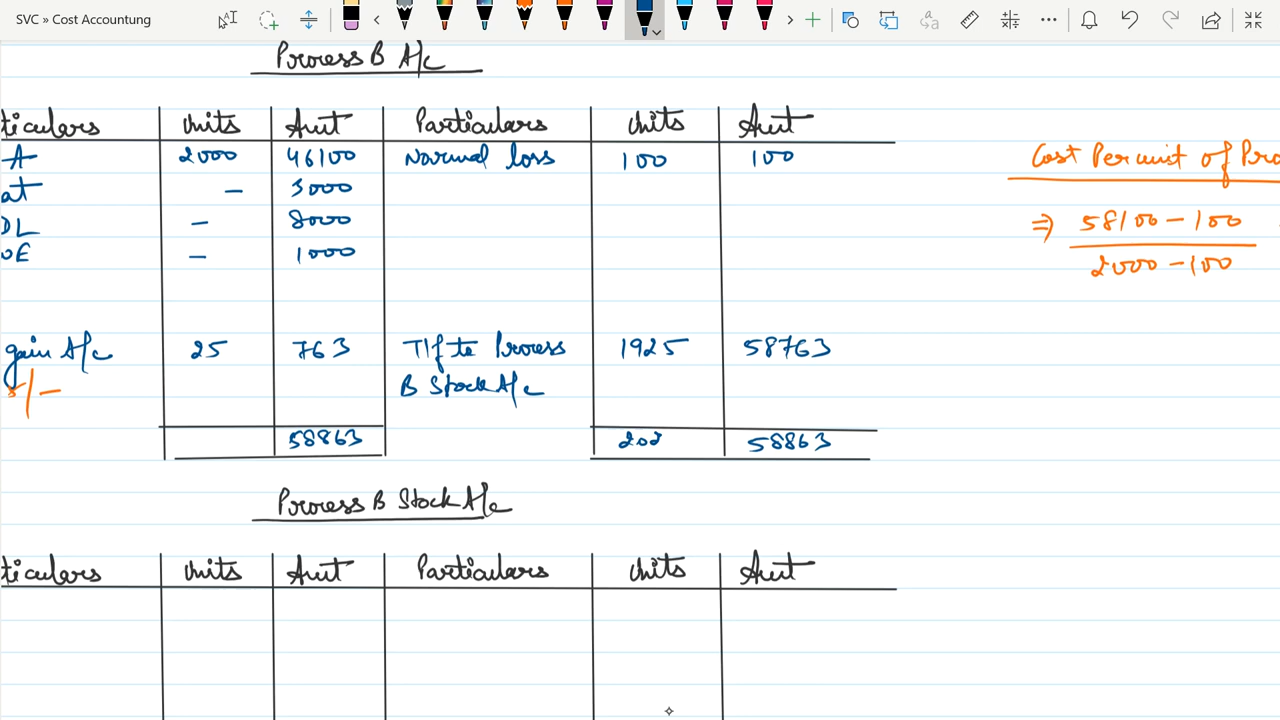 SVC » Cost Accountung
Process B A/c
ticulars units Amt Particulars units Amt
A 2000 46100 Normal loss 100 100
at - 3000
DL - 8000
OE - 1000
Cost Per unit of Pro
⇒ 58100 - 100
2000 - 100
gain A/c 25 763 T/f to Process 1925 58763
B Stock A/c
58863 58863
Process B Stock A/c
ticulars units Amt Particulars units Amt